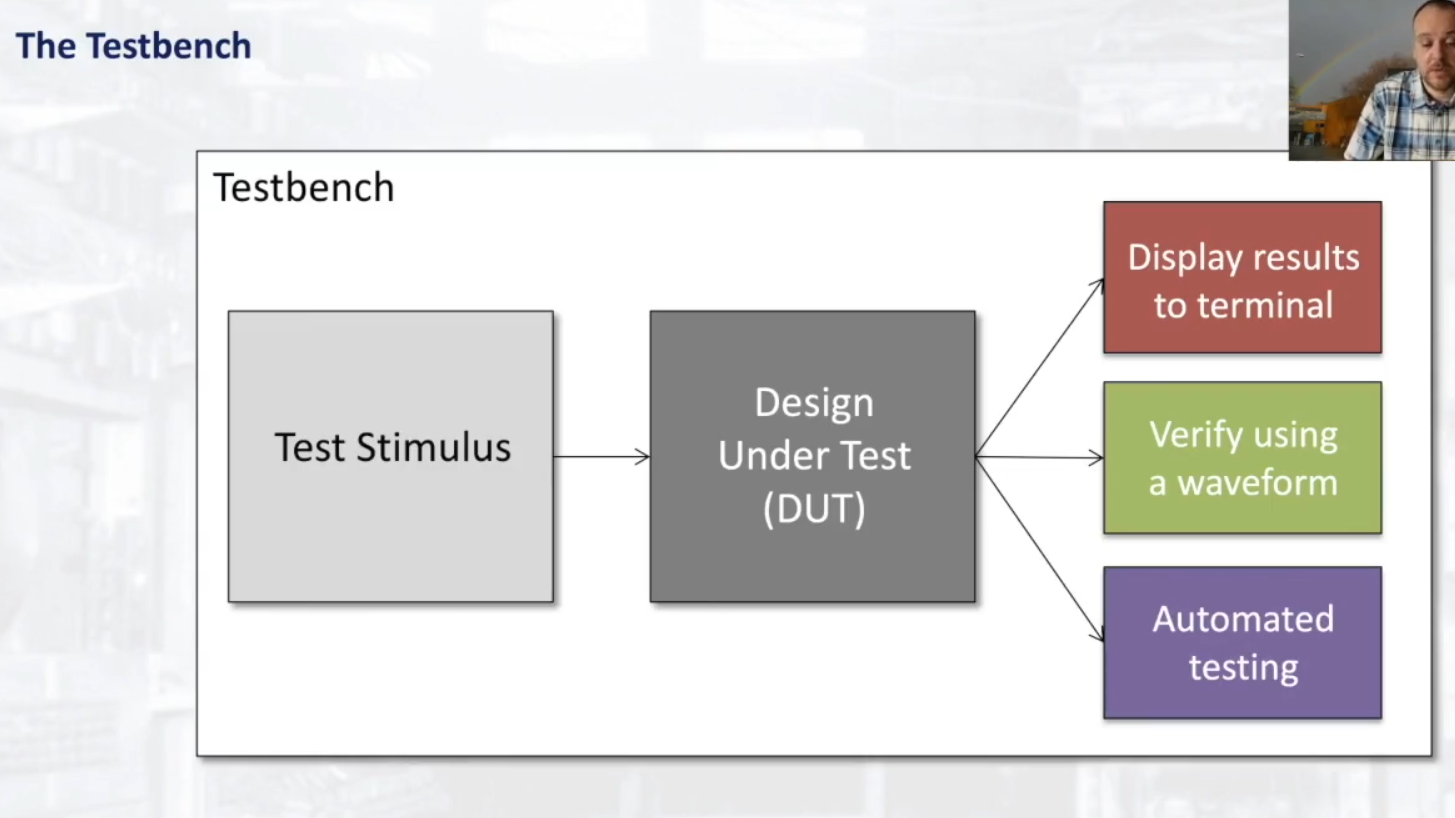 The Testbench
Testbench
Test Stimulus
Design
Under Test
(DUT)
Display results
to terminal
Verify using
a waveform
Automated
testing